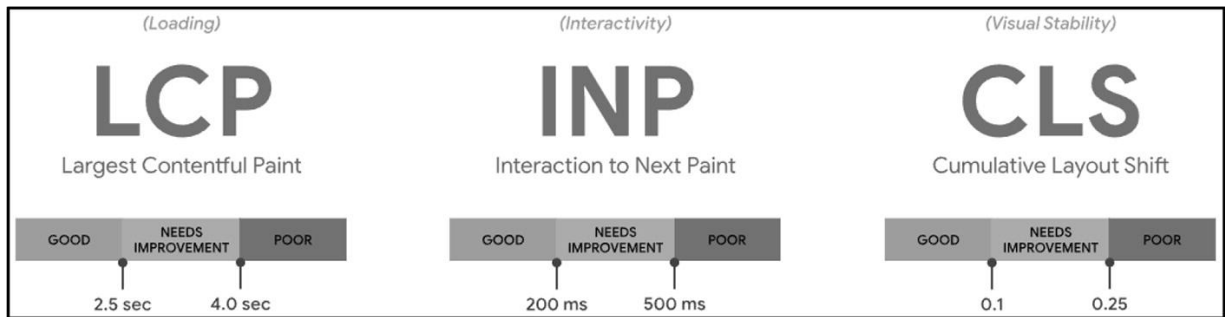 (Loading)
LCP
Largest Contentful Paint
GOOD
NEEDS
IMPROVEMENT
POOR
2.5 sec
4.0 sec
(Interactivity)
INP
Interaction to Next Paint
GOOD
NEEDS
IMPROVEMENT
POOR
200 ms
500 ms
(Visual Stability)
CLS
Cumulative Layout Shift
GOOD
NEEDS
IMPROVEMENT
POOR
0.1
0.25